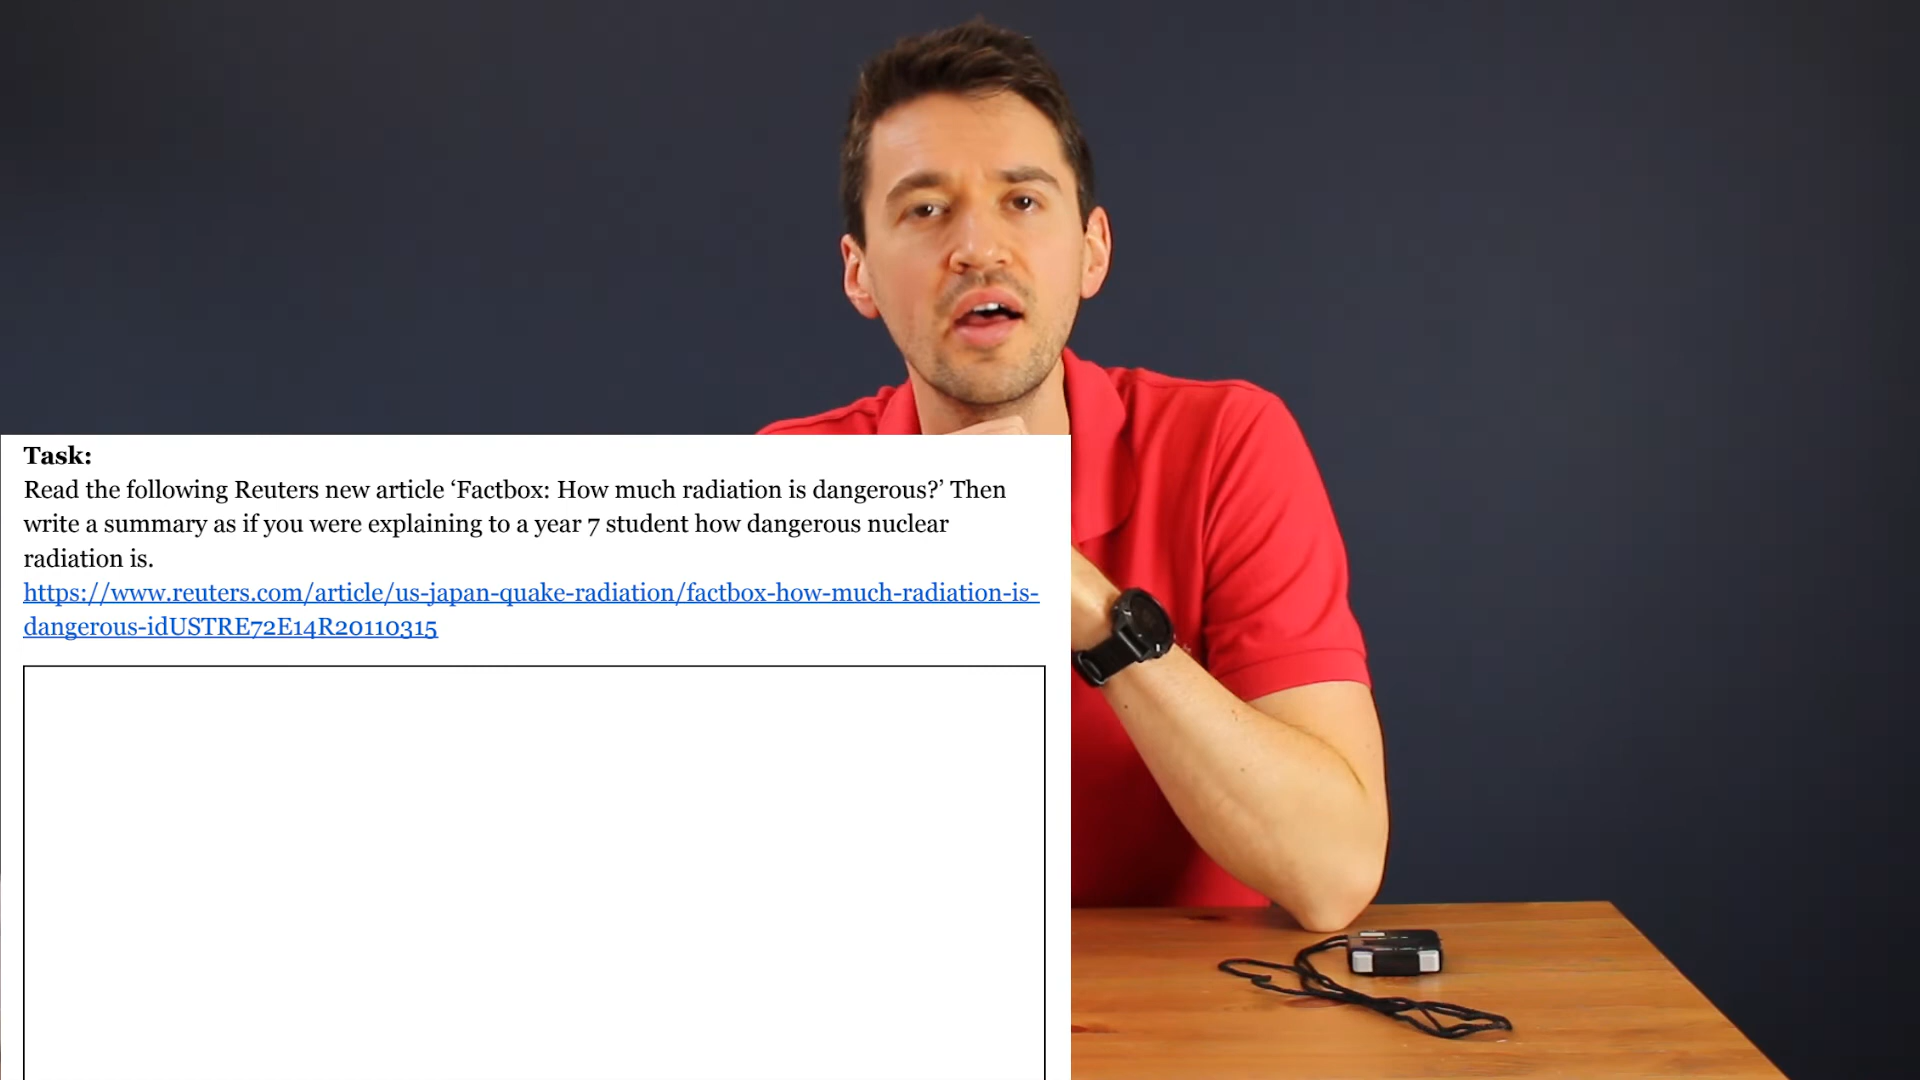 Task:
Read the following Reuters new article ‘Factbox: How much radiation is dangerous?’ Then
write a summary as if you were explaining to a year 7 student how dangerous nuclear
radiation is.
https://www.reuters.com/article/us-japan-quake-radiation/factbox-how-much-radiation-is-
dangerous-idUSTRE72E14R20110315